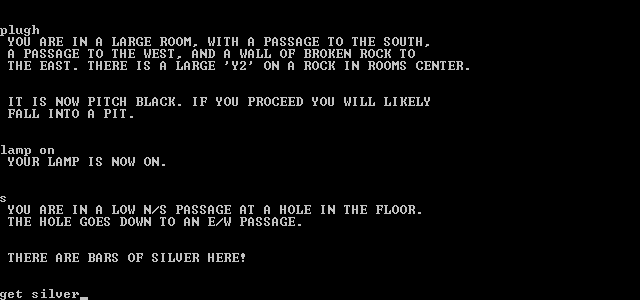 plugh
YOU ARE IN A LARGE ROOM, WITH A PASSAGE TO THE SOUTH,
A PASSAGE TO THE WEST, AND A WALL OF BROKEN ROCK TO
THE EAST. THERE IS A LARGE 'Y2' ON A ROCK IN ROOMS CENTER.
IT IS NOW PITCH BLACK. IF YOU PROCEED YOU WILL LIKELY
FALL INTO A PIT.
lamp on
YOUR LAMP IS NOW ON.
s
YOU ARE IN A LOW N/S PASSAGE AT A HOLE IN THE FLOOR.
THE HOLE GOES DOWN TO AN E/W PASSAGE.
THERE ARE BARS OF SILVER HERE!
get silver_